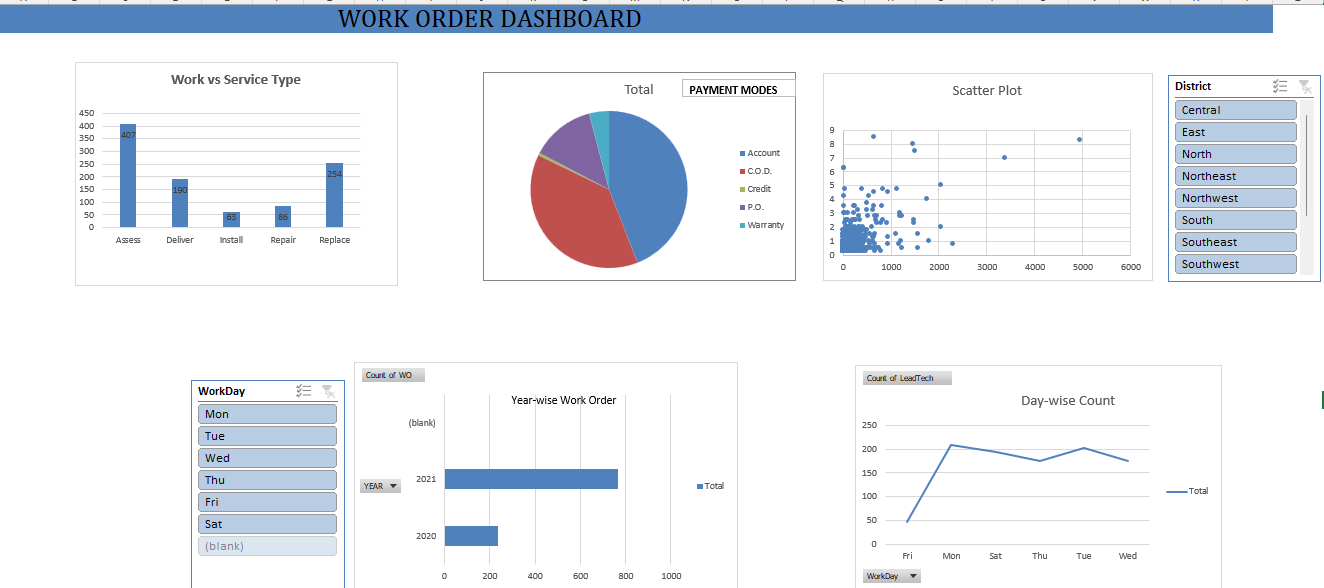 WORK ORDER DASHBOARD
Work vs Service Type
450
400
350
300
250
200
150
100
50
0
407
190
63
86
254
Assess Deliver Install Repair Replace
Total
PAYMENT MODES
Account
C.O.D.
Credit
P.O.
Warranty
Scatter Plot
9
8
7
6
5
4
3
2
1
0
0 1000 2000 3000 4000 5000 6000
District
Central
East
North
Northeast
Northwest
South
Southeast
Southwest
WorkDay
Mon
Tue
Wed
Thu
Fri
Sat
(blank)
Count of WO
Year-wise Work Order
(blank)
2021
2020
YEAR
Total
0 200 400 600 800 1000
Count of LeadTech
Day-wise Count
250
200
150
100
50
0
Fri Mon Sat Thu Tue Wed
Total
WorkDay